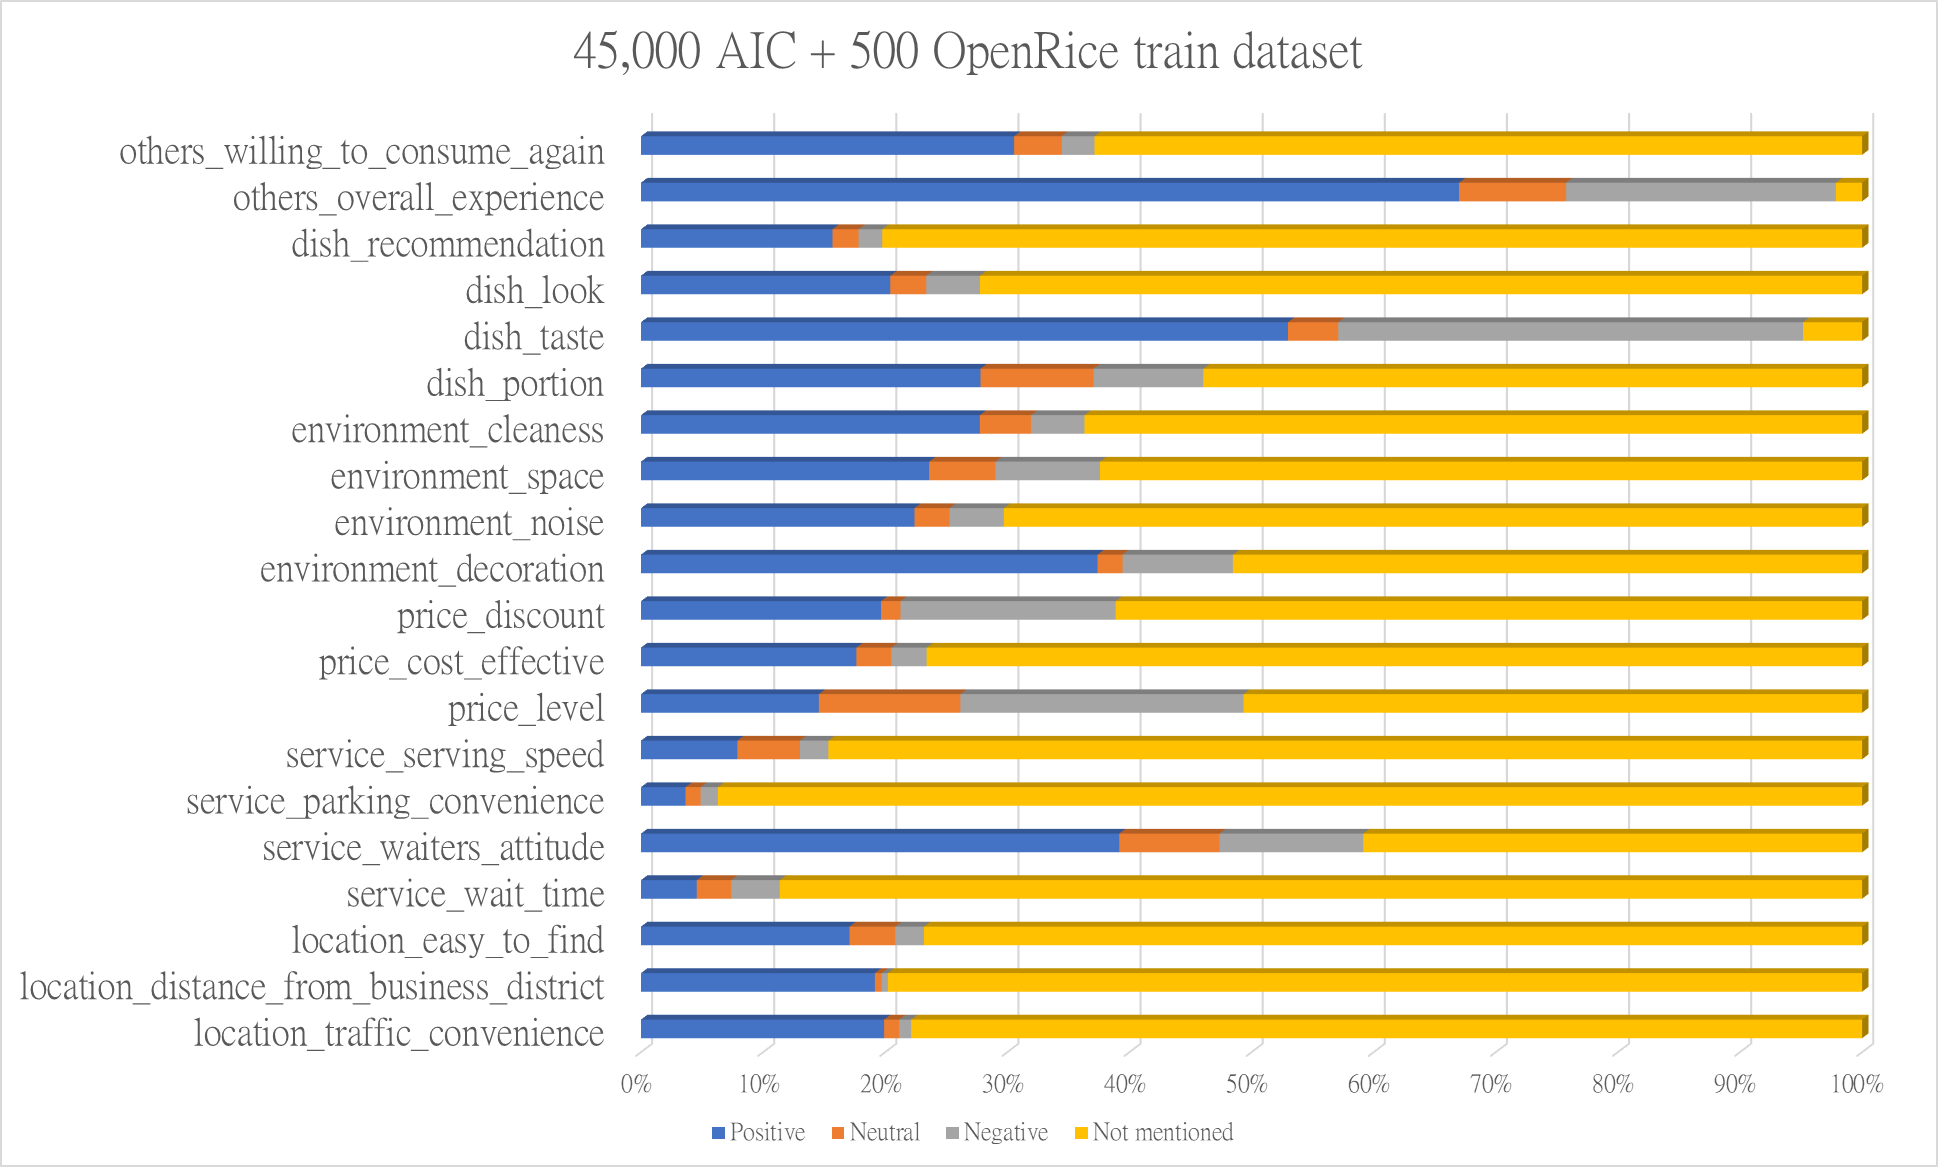 45,000 AIC + 500 OpenRice train dataset
others_willing_to_consume_again
others_overall_experience
dish_recommendation
dish_look
dish_taste
dish_portion
environment_cleaness
environment_space
environment_noise
environment_decoration
price_discount
price_cost_effective
price_level
service_serving_speed
service_parking_convenience
service_waiters_attitude
service_wait_time
location_easy_to_find
location_distance_from_business_district
location_traffic_convenience
0% 10% 20% 30% 40% 50% 60% 70% 80% 90% 100%
Positive Neutral Negative Not mentioned